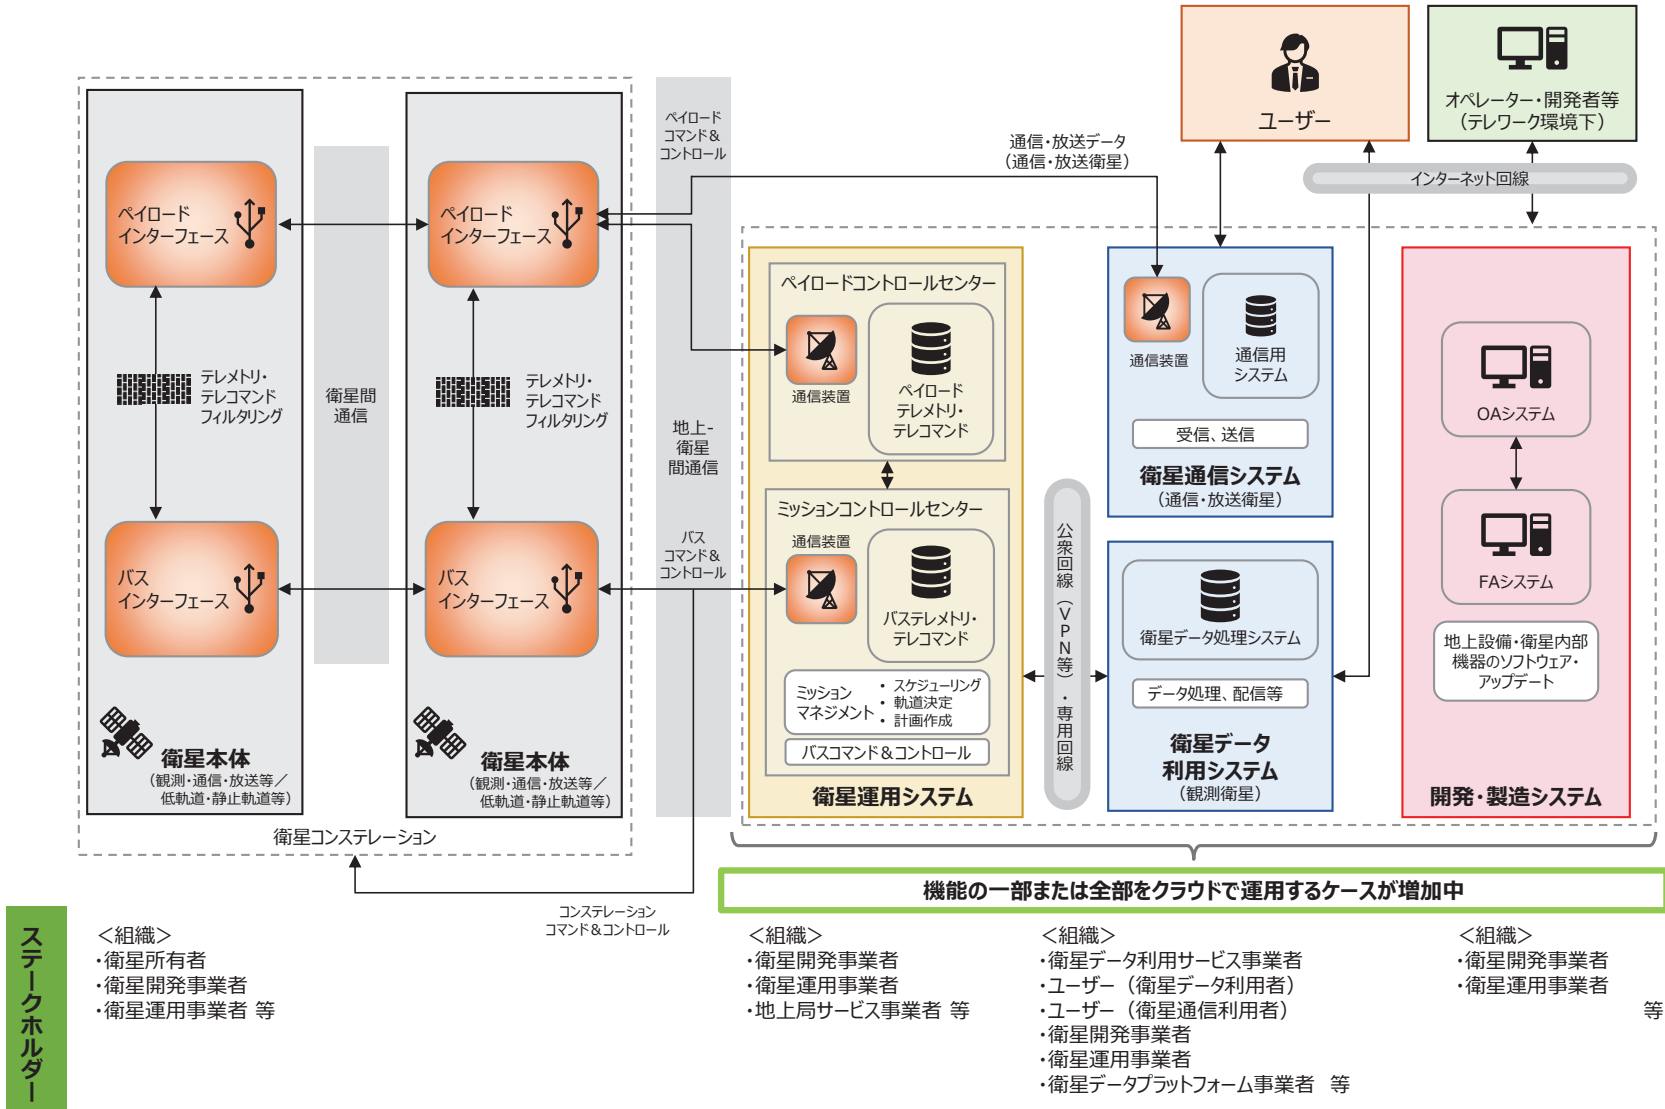 ユーザー
オペレーター・開発者等
（テレワーク環境下）
インターネット回線
ペイロード
コマンド＆
コントロール
通信・放送データ
（通信・放送衛星）
ペイロード
インターフェース
ペイロード
インターフェース
テレメトリ・
テレコマンド
フィルタリング
衛星間
通信
テレメトリ・
テレコマンド
フィルタリング
地上-
衛星
間通信
バス
インターフェース
バス
インターフェース
バス
コマンド＆
コントロール
衛星本体
（観測・通信・放送等／
低軌道・静止軌道等）
衛星本体
（観測・通信・放送等／
低軌道・静止軌道等）
衛星コンステレーション
コンステレーション
コマンド＆コントロール
ペイロードコントロールセンター
通信装置
ペイロード
テレメトリ・
テレコマンド
ミッションコントロールセンター
通信装置
バステレメトリ・
テレコマンド
ミッション
マネジメント
• スケジューリング
• 軌道決定
• 計画作成
バスコマンド＆コントロール
衛星運用システム
公衆回線（VPN等）・専用回線
通信装置
通信用
システム
受信、送信
衛星通信システム
（通信・放送衛星）
衛星データ処理システム
データ処理、配信等
衛星データ
利用システム
（観測衛星）
OAシステム
FAシステム
地上設備・衛星内部
機器のソフトウェア・
アップデート
開発・製造システム
機能の一部または全部をクラウドで運用するケースが増加中
ステークホルダー
＜組織＞
・衛星所有者
・衛星開発事業者
・衛星運用事業者 等
＜組織＞
・衛星開発事業者
・衛星運用事業者
・地上局サービス事業者 等
＜組織＞
・衛星データ利用サービス事業者
・ユーザー（衛星データ利用者）
・ユーザー（衛星通信利用者）
・衛星開発事業者
・衛星運用事業者
・衛星データプラットフォーム事業者 等
＜組織＞
・衛星開発事業者
・衛星運用事業者
等